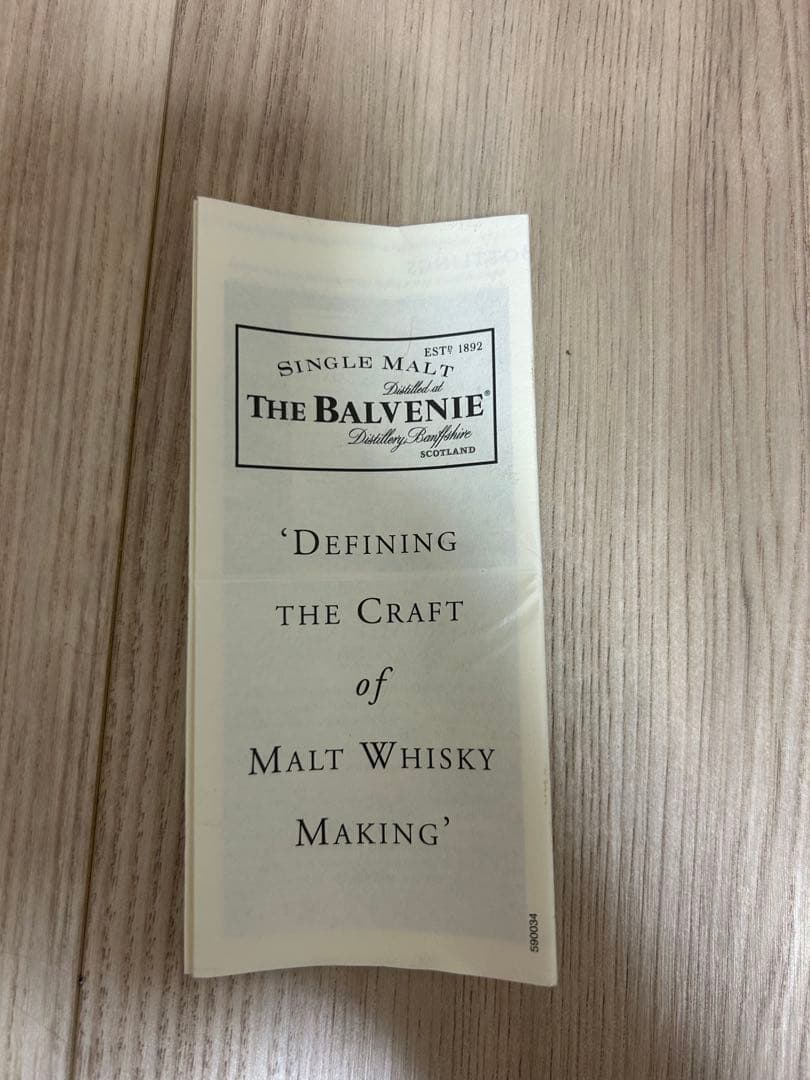 ESTD 1892
SINGLE MALT
Distilled at
THE BALVENIE®
Distillery, Banffshire
SCOTLAND
‘DEFINING
THE CRAFT
of
MALT WHISKY
MAKING’
590034